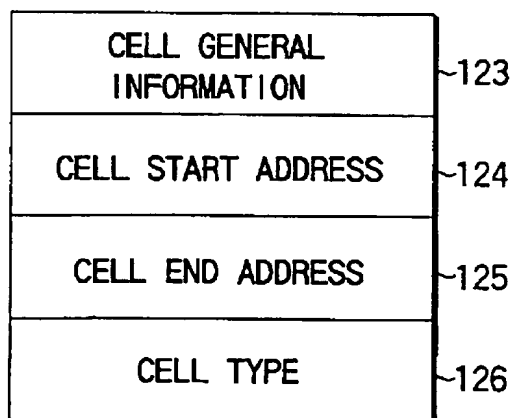 CELL GENERAL
INFORMATION
123
CELL START ADDRESS
124
CELL END ADDRESS
125
CELL TYPE
126